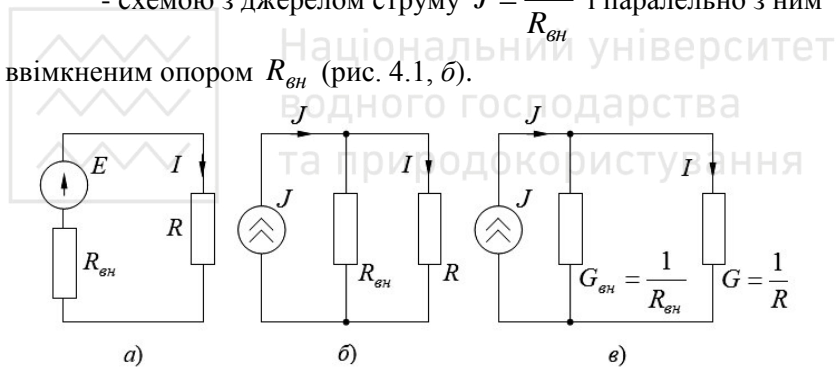 - схемою з джерелом струму J = / R_вн і паралельно з ним
ввімкненим опором R_вн (рис. 4.1, б).
Національний університет
водного господарства
та природокористування
J J
E I J I J I
R_вн R R_вн R G_вн = 1/R_вн G = 1/R
а) б) в)